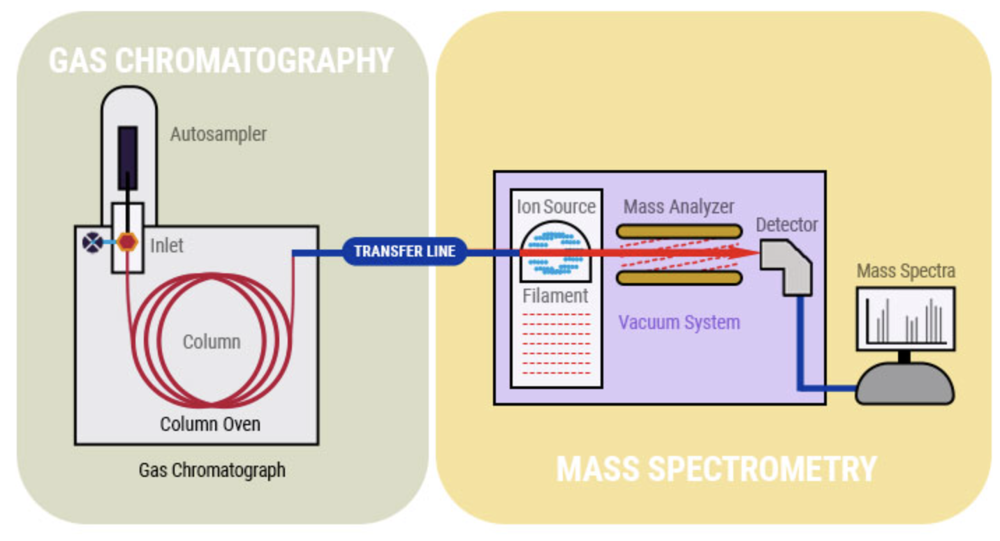 GAS CHROMATOGRAPHY
Autosampler
Inlet
Column
Column Oven
Gas Chromatograph
TRANSFER LINE
Ion Source
Mass Analyzer
Detector
Filament
Vacuum System
Mass Spectra
MASS SPECTROMETRY